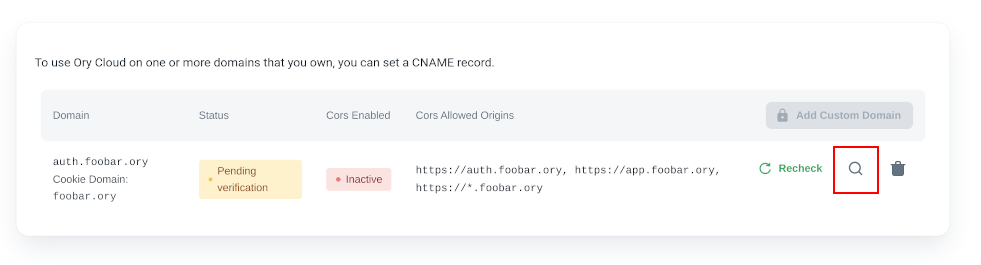 To use Ory Cloud on one or more domains that you own, you can set a CNAME record.
Domain Status Cors Enabled Cors Allowed Origins Add Custom Domain
auth.foobar.ory
Cookie Domain:
foobar.ory
Pending
verification
Inactive
https://auth.foobar.ory, https://app.foobar.ory,
https://*.foobar.ory
Recheck